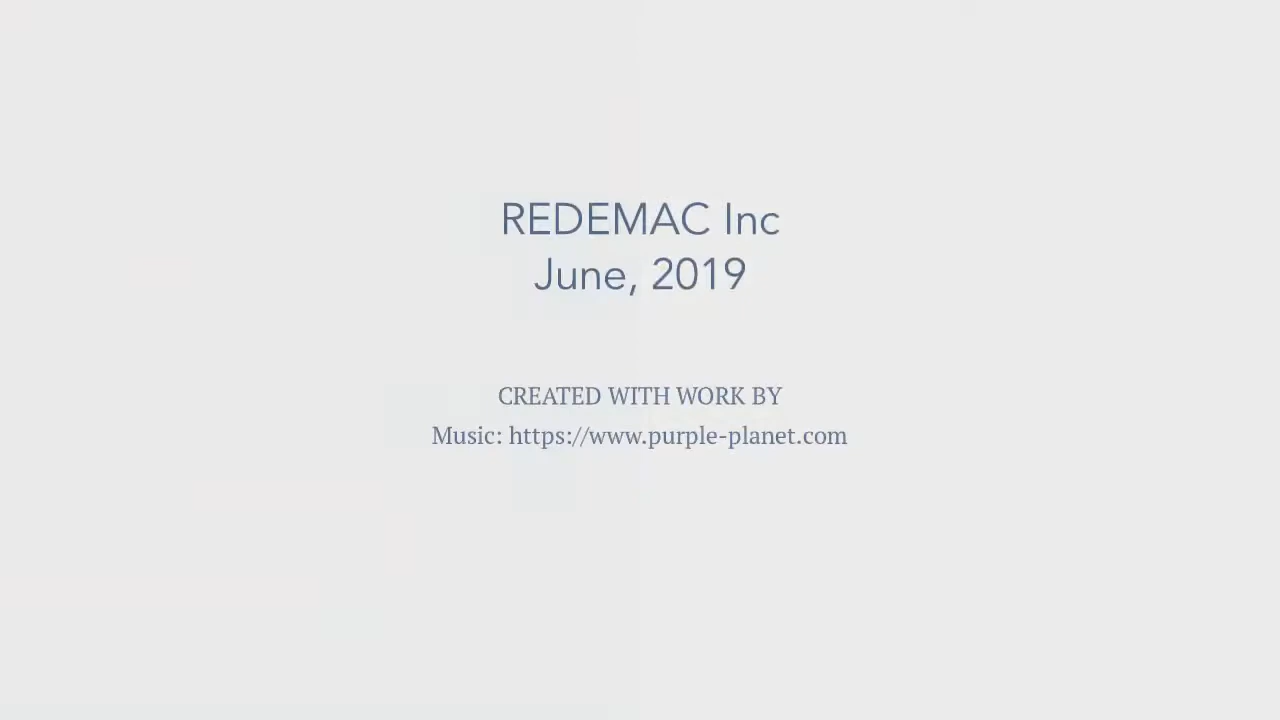 REDEMAC Inc
June, 2019
CREATED WITH WORK BY
Music: https://www.purple-planet.com